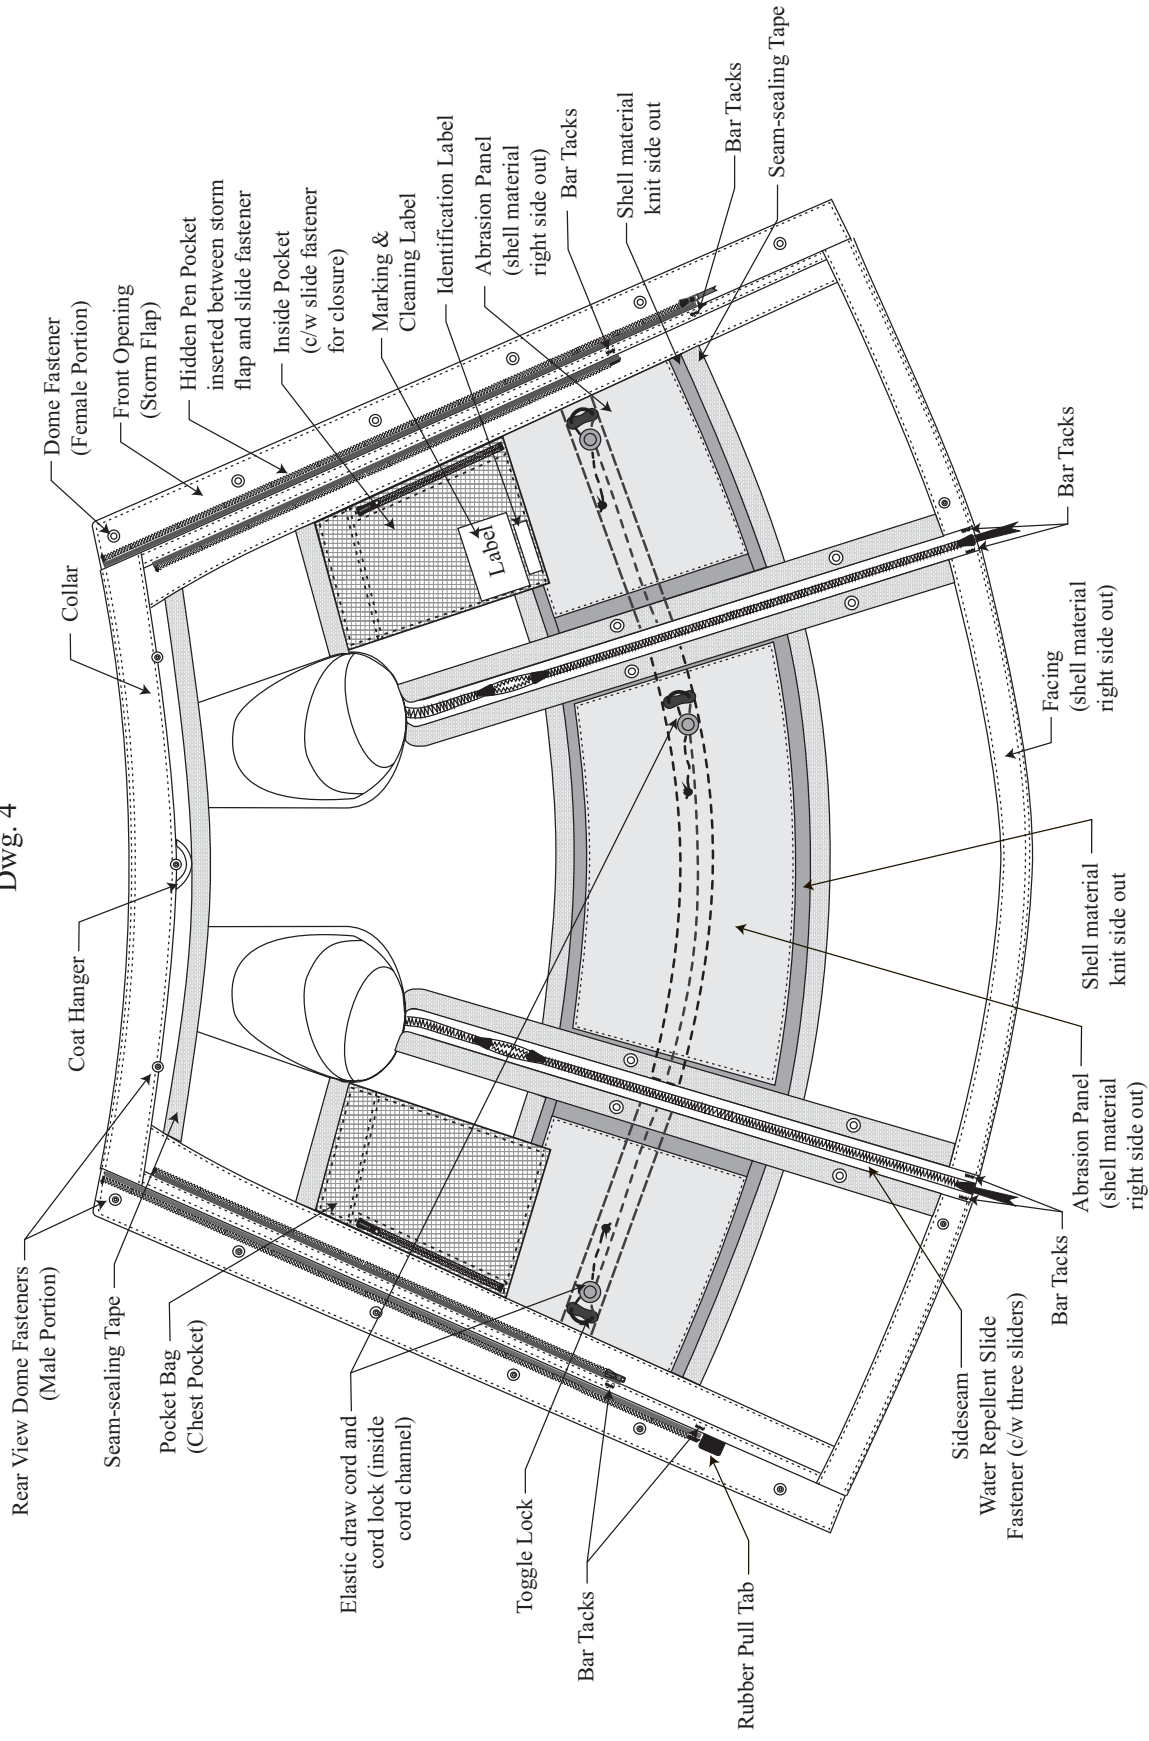 Dwg. 4
Rear View Dome Fasteners
(Male Portion)
Seam-sealing Tape
Pocket Bag
(Chest Pocket)
Elastic draw cord and
cord lock (inside
cord channel)
Toggle Lock
Bar Tacks
Rubber Pull Tab
Coat Hanger
Collar
Dome Fastener
(Female Portion)
Front Opening
(Storm Flap)
Hidden Pen Pocket
inserted between storm
flap and slide fastener
Inside Pocket
(c/w slide fastener
for closure)
Marking &
Cleaning Label
Identification Label
Abrasion Panel
(shell material
right side out)
Bar Tacks
Shell material
knit side out
Bar Tacks
Seam-sealing Tape
Label
Sideseam
Water Repellent Slide
Fastener (c/w three sliders)
Bar Tacks
Abrasion Panel
(shell material
right side out)
Shell material
knit side out
Facing
(shell material
right side out)
Bar Tacks